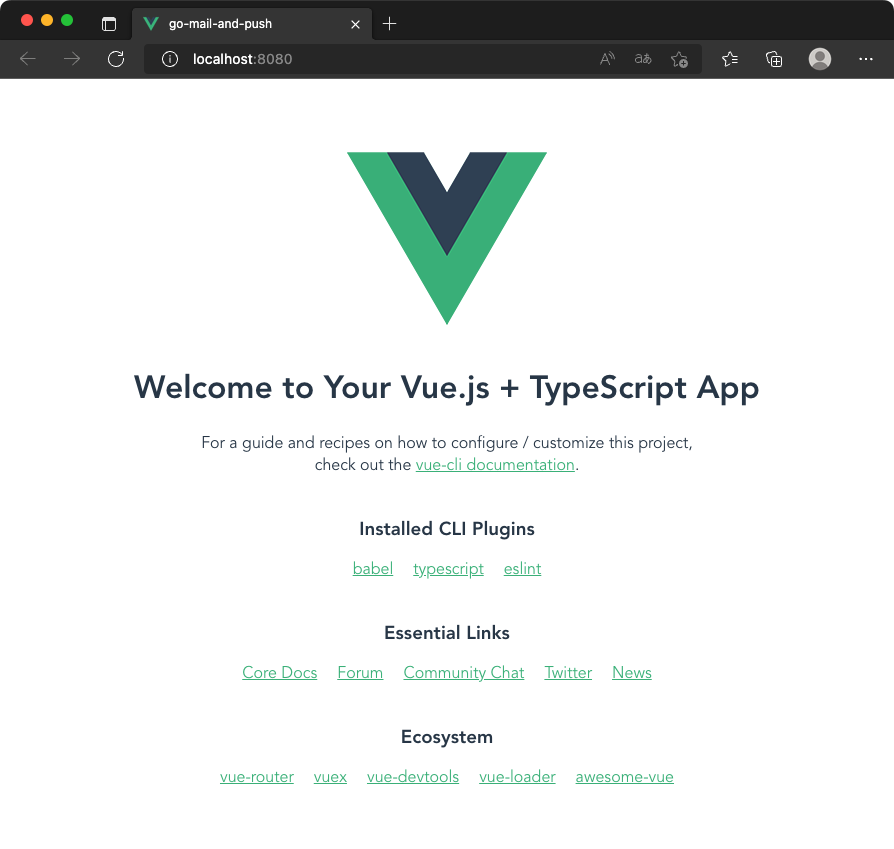 go-mail-and-push
localhost:8080
Welcome to Your Vue.js + TypeScript App
For a guide and recipes on how to configure / customize this project,
check out the vue-cli documentation.
Installed CLI Plugins
babel typescript eslint
Essential Links
Core Docs Forum Community Chat Twitter News
Ecosystem
vue-router vuex vue-devtools vue-loader awesome-vue